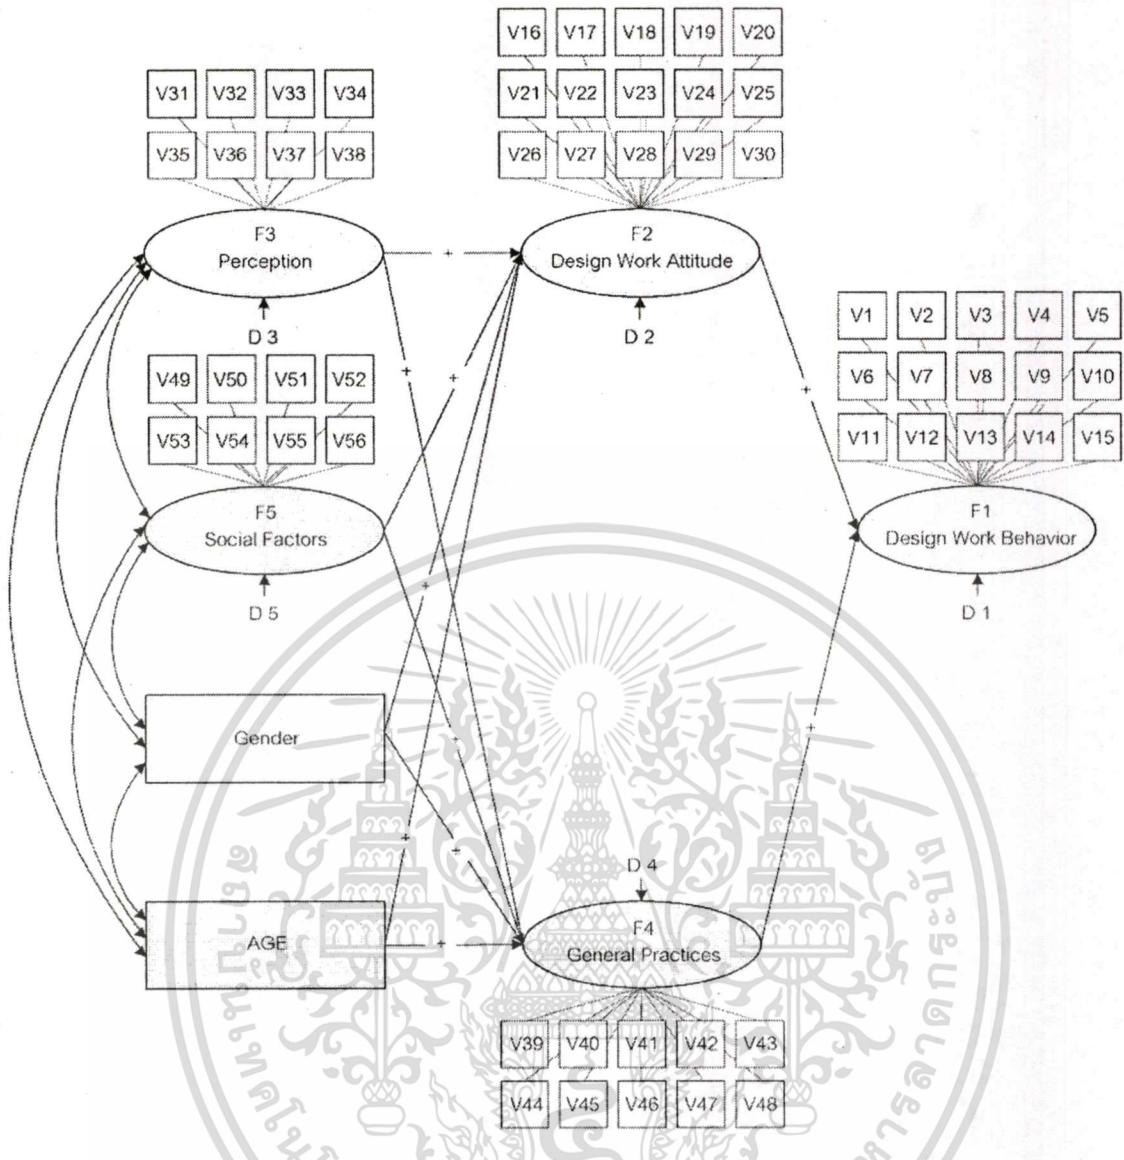 V16 V17 V18 V19 V20
V21 V22 V23 V24 V25
V26 V27 V28 V29 V30
V31 V32 V33 V34
V35 V36 V37 V38
F3
Perception
D 3
F2
Design Work Attitude
D 2
V49 V50 V51 V52
V53 V54 V55 V56
F5
Social Factors
D 5
V1 V2 V3 V4 V5
V6 V7 V8 V9 V10
V11 V12 V13 V14 V15
F1
Design Work Behavior
D 1
+
+
+
+
+
+
+
+
+
+
Gender
AGE
D 4
F4
General Practices
V39 V40 V41 V42 V43
V44 V45 V46 V47 V48